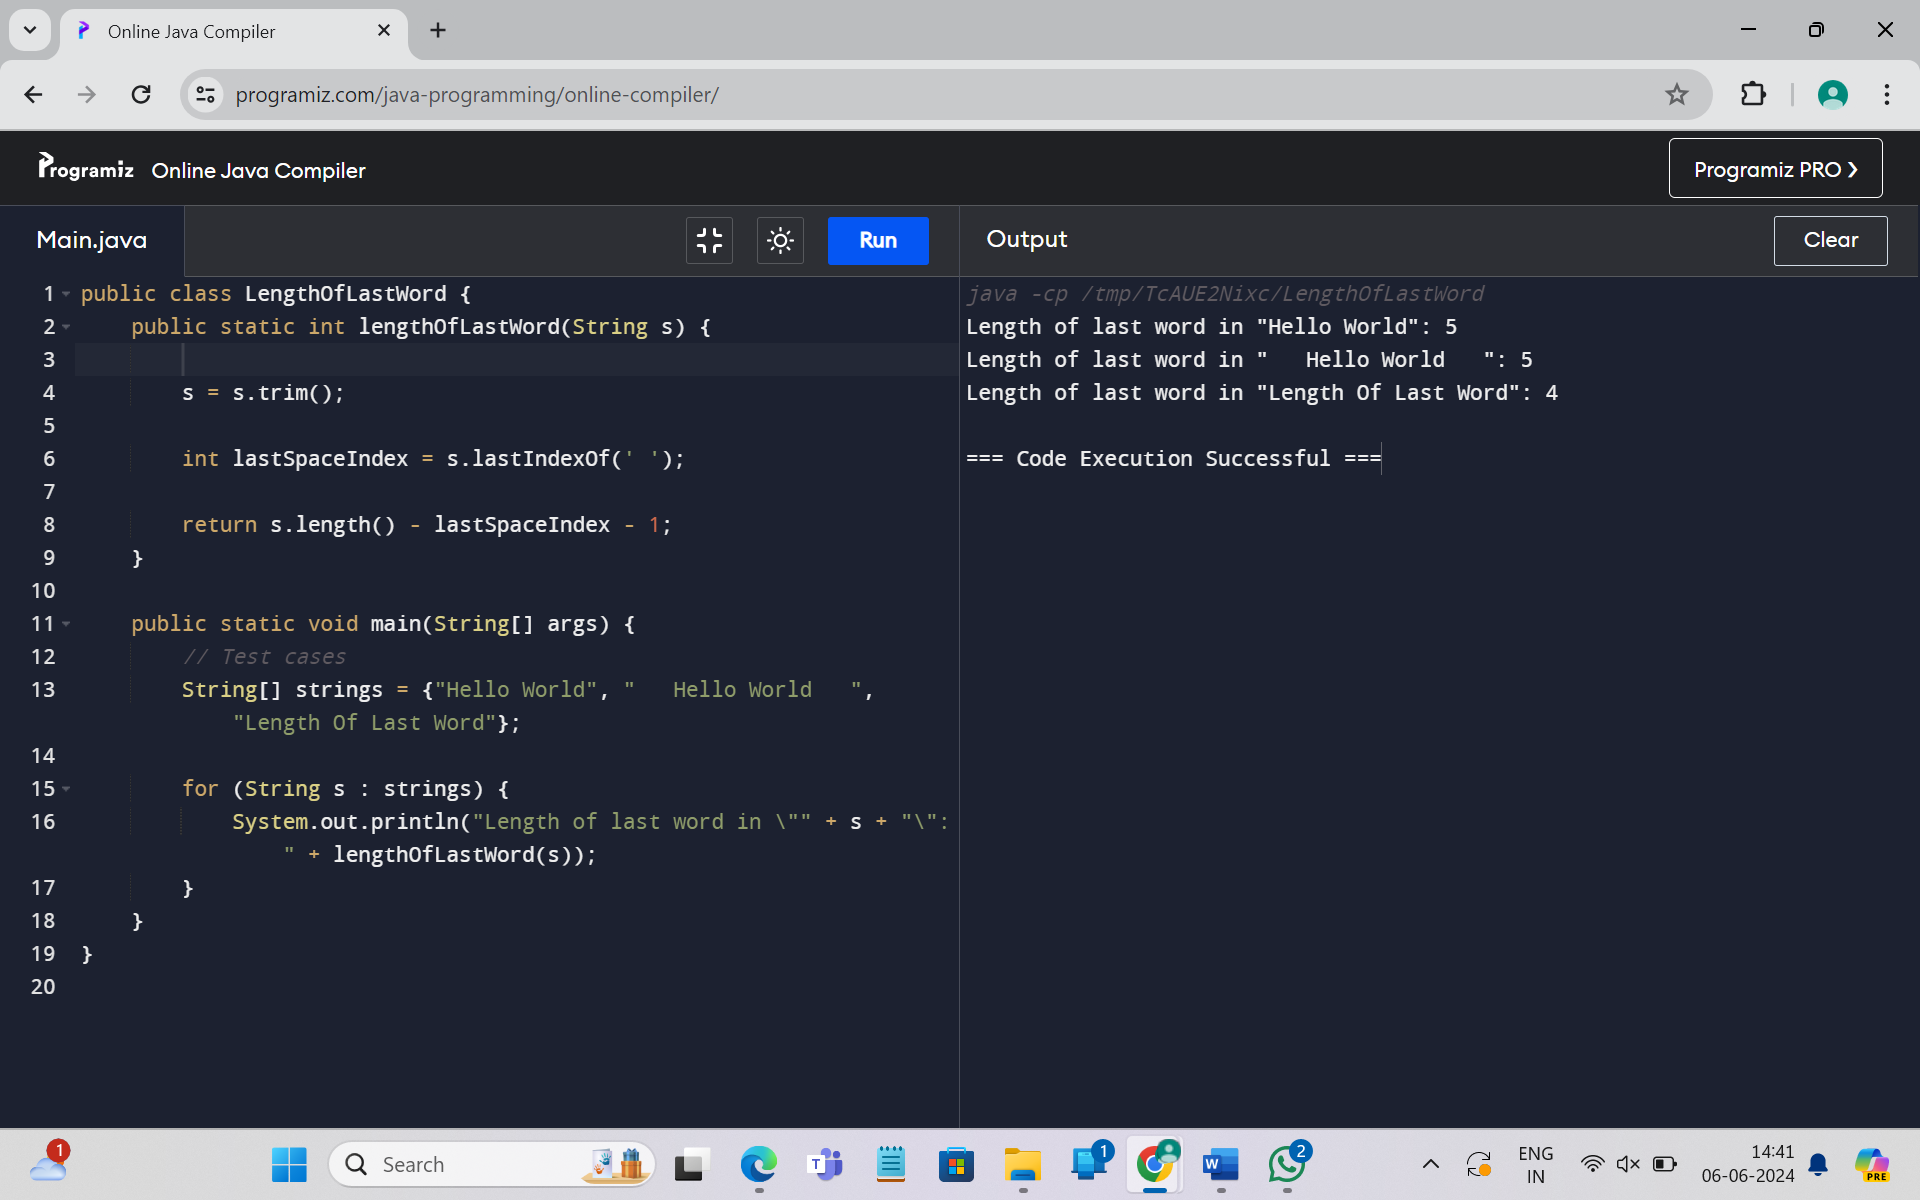 Online Java Compiler
programiz.com/java-programming/online-compiler/
Programiz Online Java Compiler
Programiz PRO ❯
Main.java
Run
Output
Clear
1 public class LengthOfLastWord {
2     public static int lengthOfLastWord(String s) {
3
4         s = s.trim();
5
6         int lastSpaceIndex = s.lastIndexOf(' ');
7
8         return s.length() - lastSpaceIndex - 1;
9     }
10
11     public static void main(String[] args) {
12         // Test cases
13         String[] strings = {"Hello World", "   Hello World   ",
            "Length Of Last Word"};
14
15         for (String s : strings) {
16             System.out.println("Length of last word in \"" + s + "\":
                " + lengthOfLastWord(s));
17         }
18     }
19 }
20
java -cp /tmp/TcAUE2Nixc/LengthOfLastWord
Length of last word in "Hello World": 5
Length of last word in "   Hello World   ": 5
Length of last word in "Length Of Last Word": 4
=== Code Execution Successful ===
1
Search
T
1
W
2
ENG
IN
14:41
06-06-2024
PRE